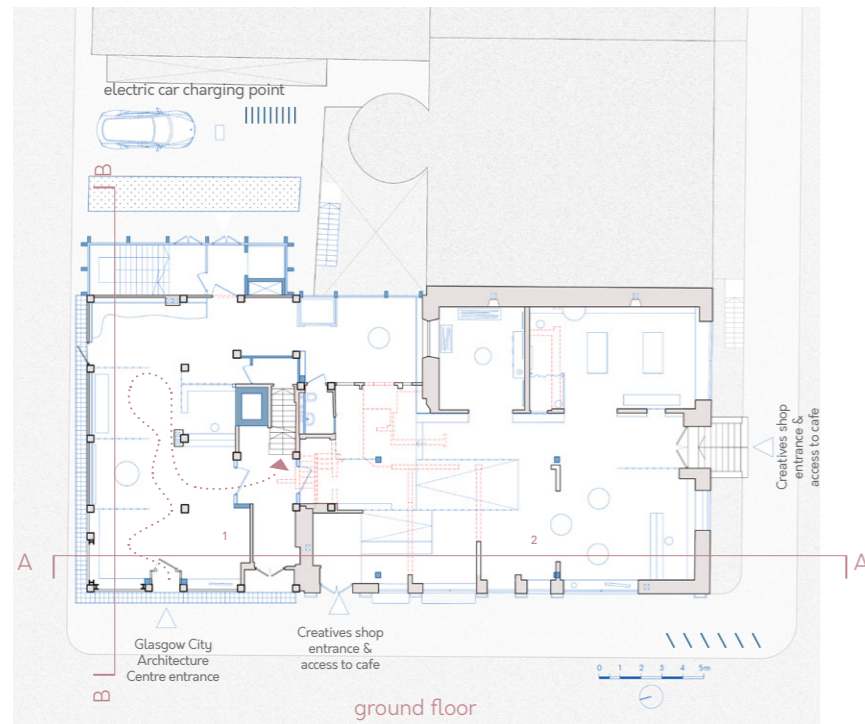 electric car charging point
B
1
2
Creatives shop
entrance &
access to cafe
A
A
Glasgow City
Architecture
Centre entrance
Creatives shop
entrance &
access to cafe
0 1 2 3 4 5m
B
ground floor